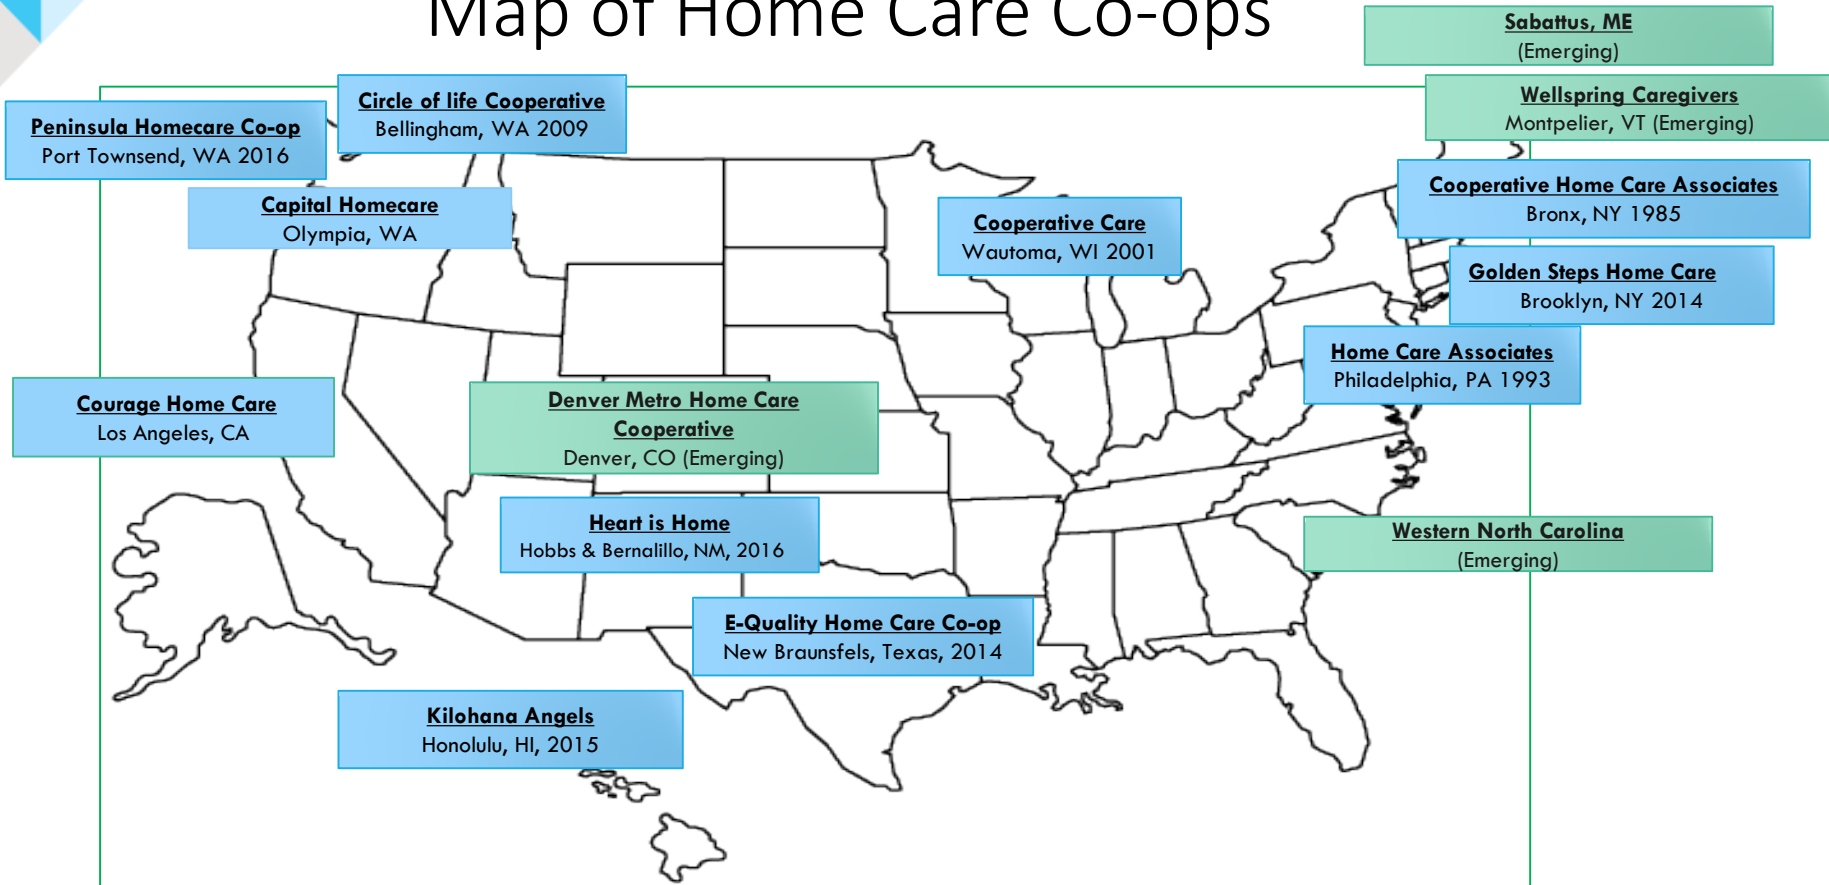 Map of Home Care Co-ops
Sabattus, ME
(Emerging)
Wellspring Caregivers
Montpelier, VT (Emerging)
Circle of life Cooperative
Bellingham, WA 2009
Peninsula Homecare Co-op
Port Townsend, WA 2016
Cooperative Home Care Associates
Bronx, NY 1985
Capital Homecare
Olympia, WA
Cooperative Care
Wautoma, WI 2001
Golden Steps Home Care
Brooklyn, NY 2014
Home Care Associates
Philadelphia, PA 1993
Courage Home Care
Los Angeles, CA
Denver Metro Home Care
Cooperative
Denver, CO (Emerging)
Heart is Home
Hobbs & Bernalillo, NM, 2016
Western North Carolina
(Emerging)
E-Quality Home Care Co-op
New Braunsfels, Texas, 2014
Kilohana Angels
Honolulu, HI, 2015